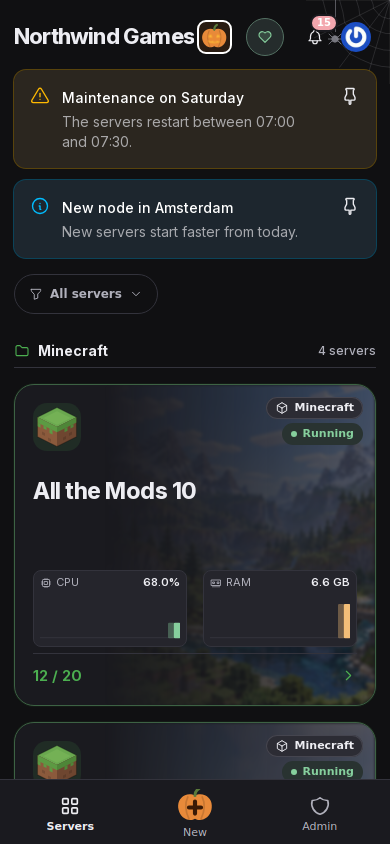 Northwind Games
15
Maintenance on Saturday
The servers restart between 07:00
and 07:30.
New node in Amsterdam
New servers start faster from today.
All servers
Minecraft
4 servers
Minecraft
Running
All the Mods 10
CPU
68.0%
RAM
6.6 GB
12 / 20
Minecraft
Running
Servers
New
Admin